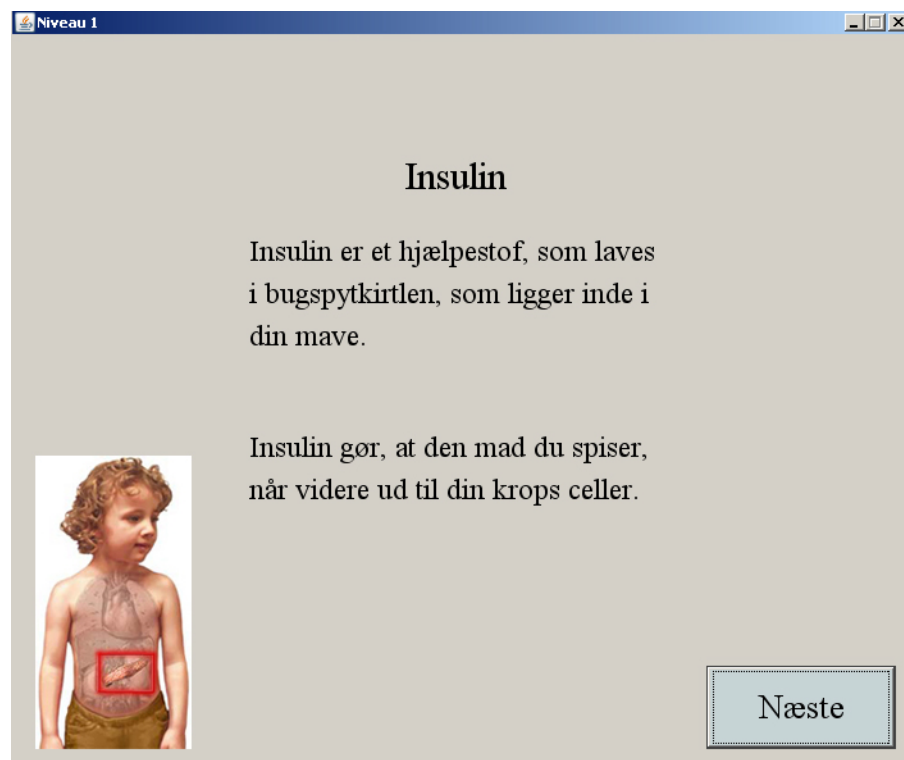 Niveau 1
Insulin
Insulin er et hjælpestof, som laves
i bugspytkirtlen, som ligger inde i
din mave.
Insulin gør, at den mad du spiser,
når videre ud til din krops celler.
Næste